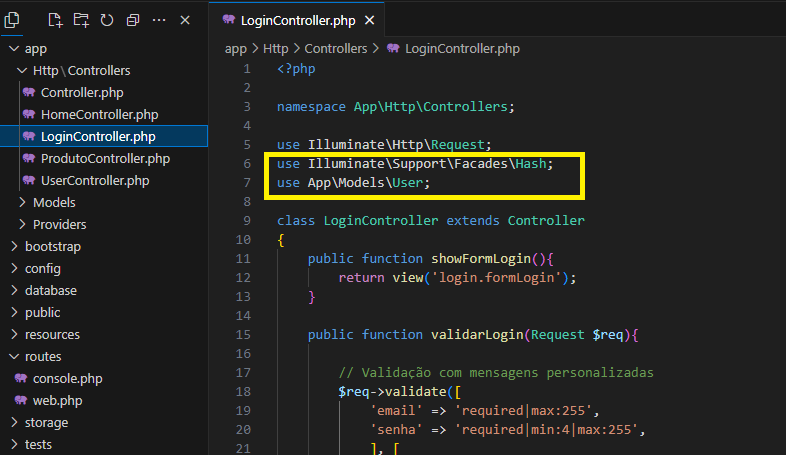 LoginController.php
app
Http\Controllers
Controller.php
HomeController.php
LoginController.php
ProdutoController.php
UserController.php
Models
Providers
bootstrap
config
database
public
resources
routes
console.php
web.php
storage
tests
app > Http > Controllers > LoginController.php
1 <?php
2
3 namespace App\Http\Controllers;
4
5 use Illuminate\Http\Request;
6 use Illuminate\Support\Facades\Hash;
7 use App\Models\User;
8
9 class LoginController extends Controller
10 {
11     public function showFormLogin(){
12         return view('login.formLogin');
13     }
14
15     public function validarLogin(Request $req){
16
17         // Validação com mensagens personalizadas
18         $req->validate([
19             'email' => 'required|max:255',
20             'senha' => 'required|min:4|max:255',
21             ], [